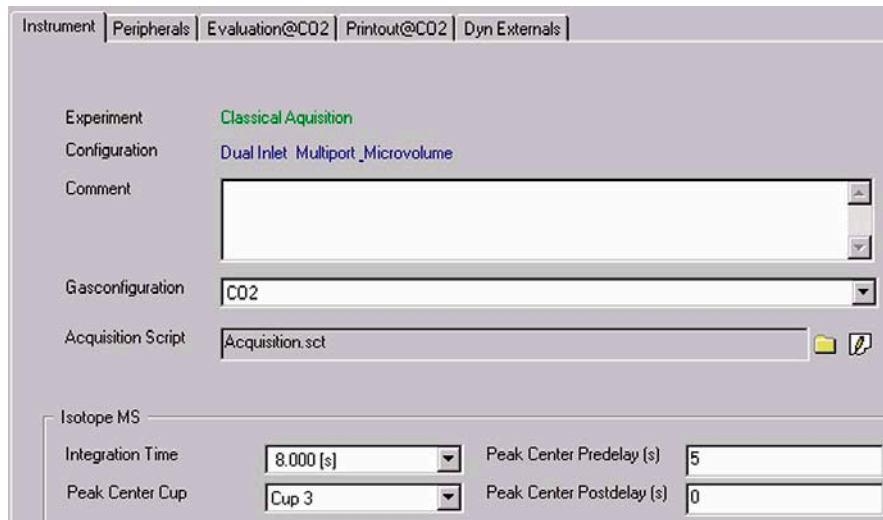 Instrument Peripherals Evaluation@CO2 Printout@CO2 Dyn Externals
Experiment Classical Aquisition
Configuration Dual Inlet Multiport_Microvolume
Comment
Gasconfiguration CO2
Acquisition Script Acquisition.sct
Isotope MS
Integration Time 8.000 [s] Peak Center Predelay (s) 5
Peak Center Cup Cup 3 Peak Center Postdelay (s) 0